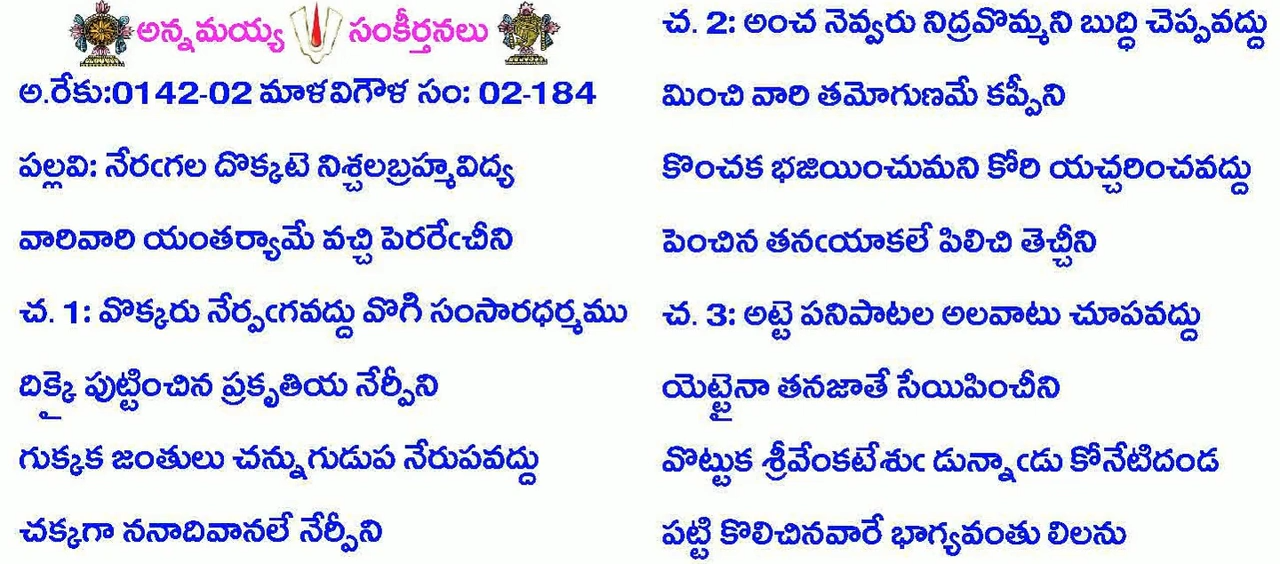 అన్నమయ్య సంకీర్తనలు
అ.రేకు:0142-02 మాళవిగౌళ సం: 02-184
పల్లవి: నేరఁగల దొక్కటె నిశ్చలబ్రహ్మవిద్య
వారివారి యంతర్యామే వచ్చి పెరరేఁచీని
చ. 1: వొక్కరు నేర్పఁగవద్దు వొగి సంసారధర్మము
దిక్కై పుట్టించిన ప్రకృతియ నేర్పీని
గుక్కక జంతులు చన్నుగుడుప నేరుపవద్దు
చక్కగా ననాదివానలే నేర్పీని
చ. 2: అంచ నెవ్వరు నిద్రవొమ్మని బుద్ధి చెప్పవద్దు
మించి వారి తమోగుణమే కప్పీని
కొంచక భజియించుమని కోరి యచ్చరించవద్దు
పెంచిన తనఁయాకలే పిలిచి తెచ్చీని
చ. 3: అట్టె పనిపాటల అలవాటు చూపవద్దు
యెట్టైనా తనజాతే సేయిపించీని
వొట్టుక శ్రీవేంకటేశుఁ డున్నాఁడు కోనేటిదండ
పట్టి కొలిచినవారే భాగ్యవంతు లిలను